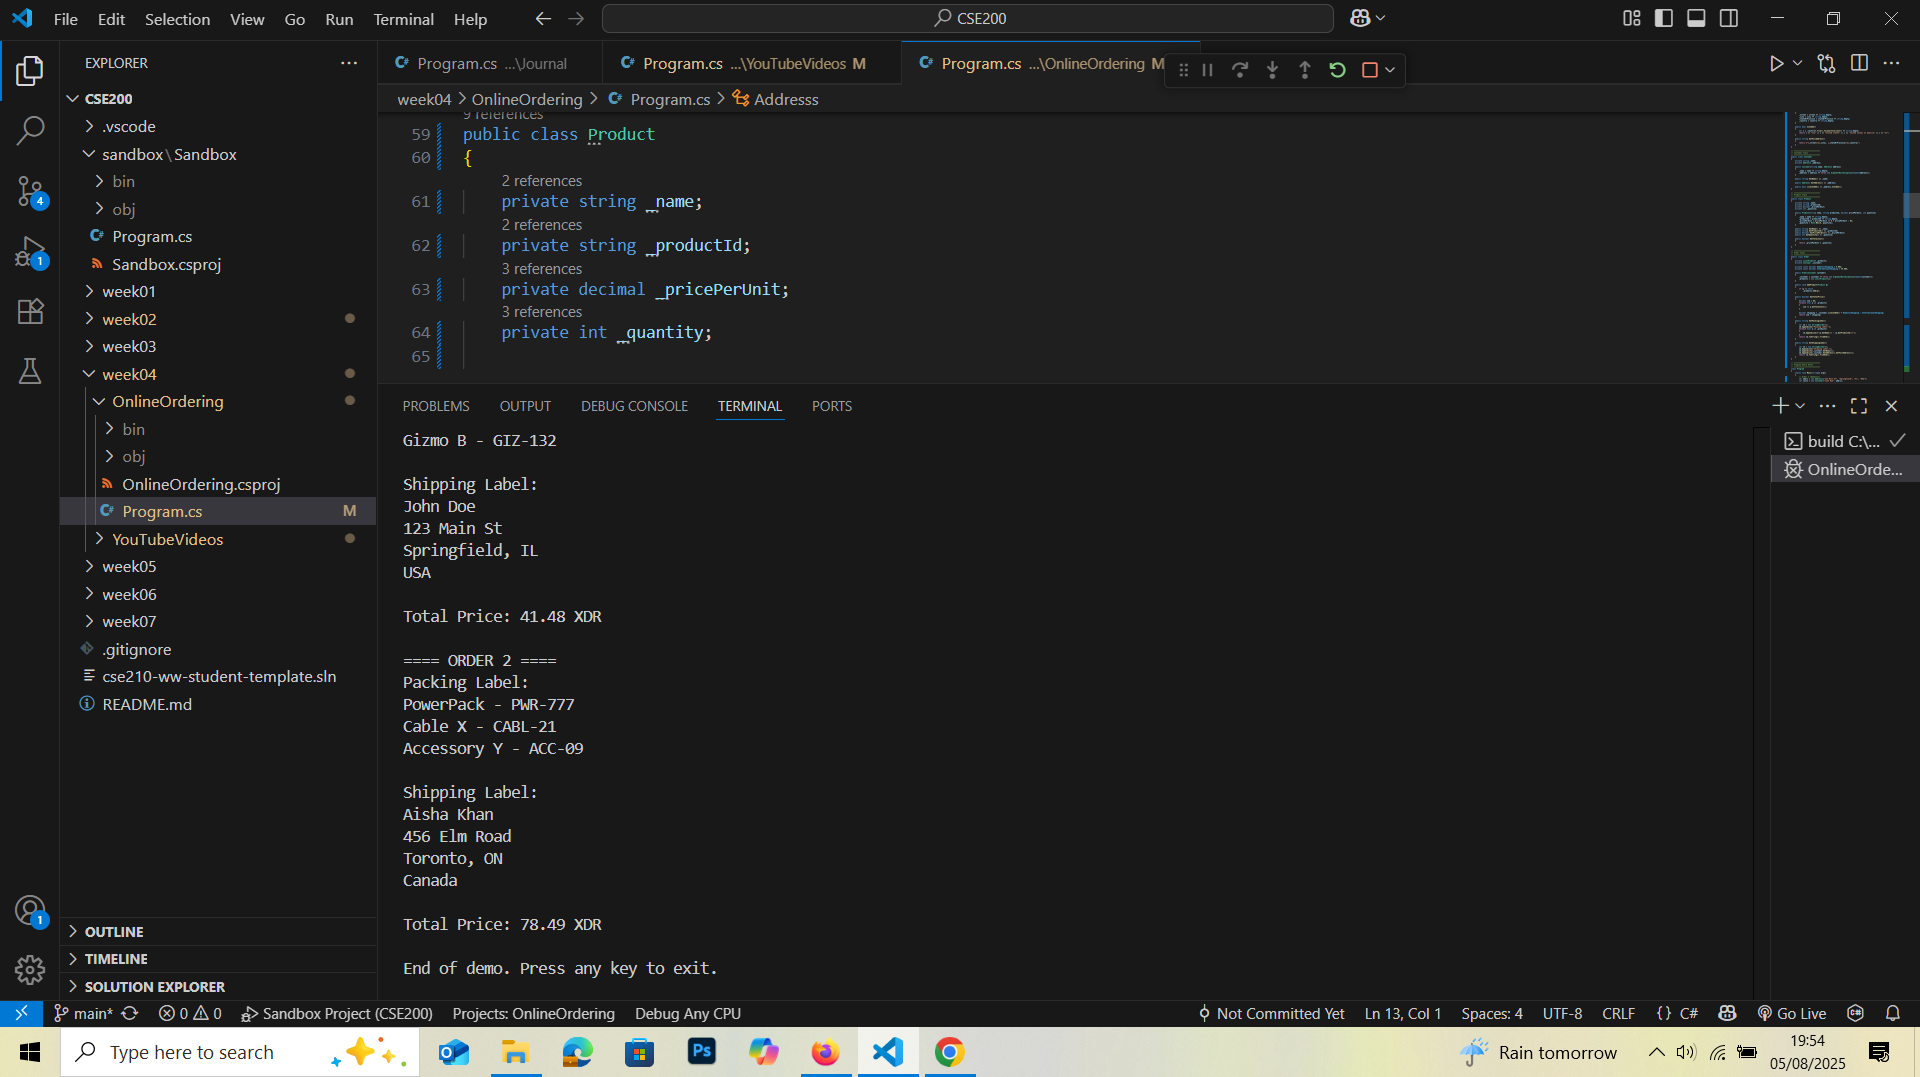 File Edit Selection View Go Run Terminal Help
CSE200
EXPLORER
CSE200
.vscode
sandbox\Sandbox
bin
obj
Program.cs
Sandbox.csproj
week01
week02
week03
week04
OnlineOrdering
bin
obj
OnlineOrdering.csproj
Program.cs M
YouTubeVideos
week05
week06
week07
.gitignore
cse210-ww-student-template.sln
README.md
OUTLINE
TIMELINE
SOLUTION EXPLORER
4
1
1
Program.cs ...\Journal
Program.cs ...\YouTubeVideos M
Program.cs ...\OnlineOrdering M
week04 > OnlineOrdering > Program.cs > Addresss
9 references
59 public class Product
60 {
2 references
61 private string _name;
2 references
62 private string _productId;
3 references
63 private decimal _pricePerUnit;
3 references
64 private int _quantity;
65
PROBLEMS OUTPUT DEBUG CONSOLE TERMINAL PORTS
Gizmo B - GIZ-132
Shipping Label:
John Doe
123 Main St
Springfield, IL
USA
Total Price: 41.48 XDR
==== ORDER 2 ====
Packing Label:
PowerPack - PWR-777
Cable X - CABL-21
Accessory Y - ACC-09
Shipping Label:
Aisha Khan
456 Elm Road
Toronto, ON
Canada
Total Price: 78.49 XDR
End of demo. Press any key to exit.
build C:\...
OnlineOrde...
main* 0 0 Sandbox Project (CSE200) Projects: OnlineOrdering Debug Any CPU Not Committed Yet Ln 13, Col 1 Spaces: 4 UTF-8 CRLF {} C# Go Live
Type here to search
Ps
Rain tomorrow
19:54
05/08/2025